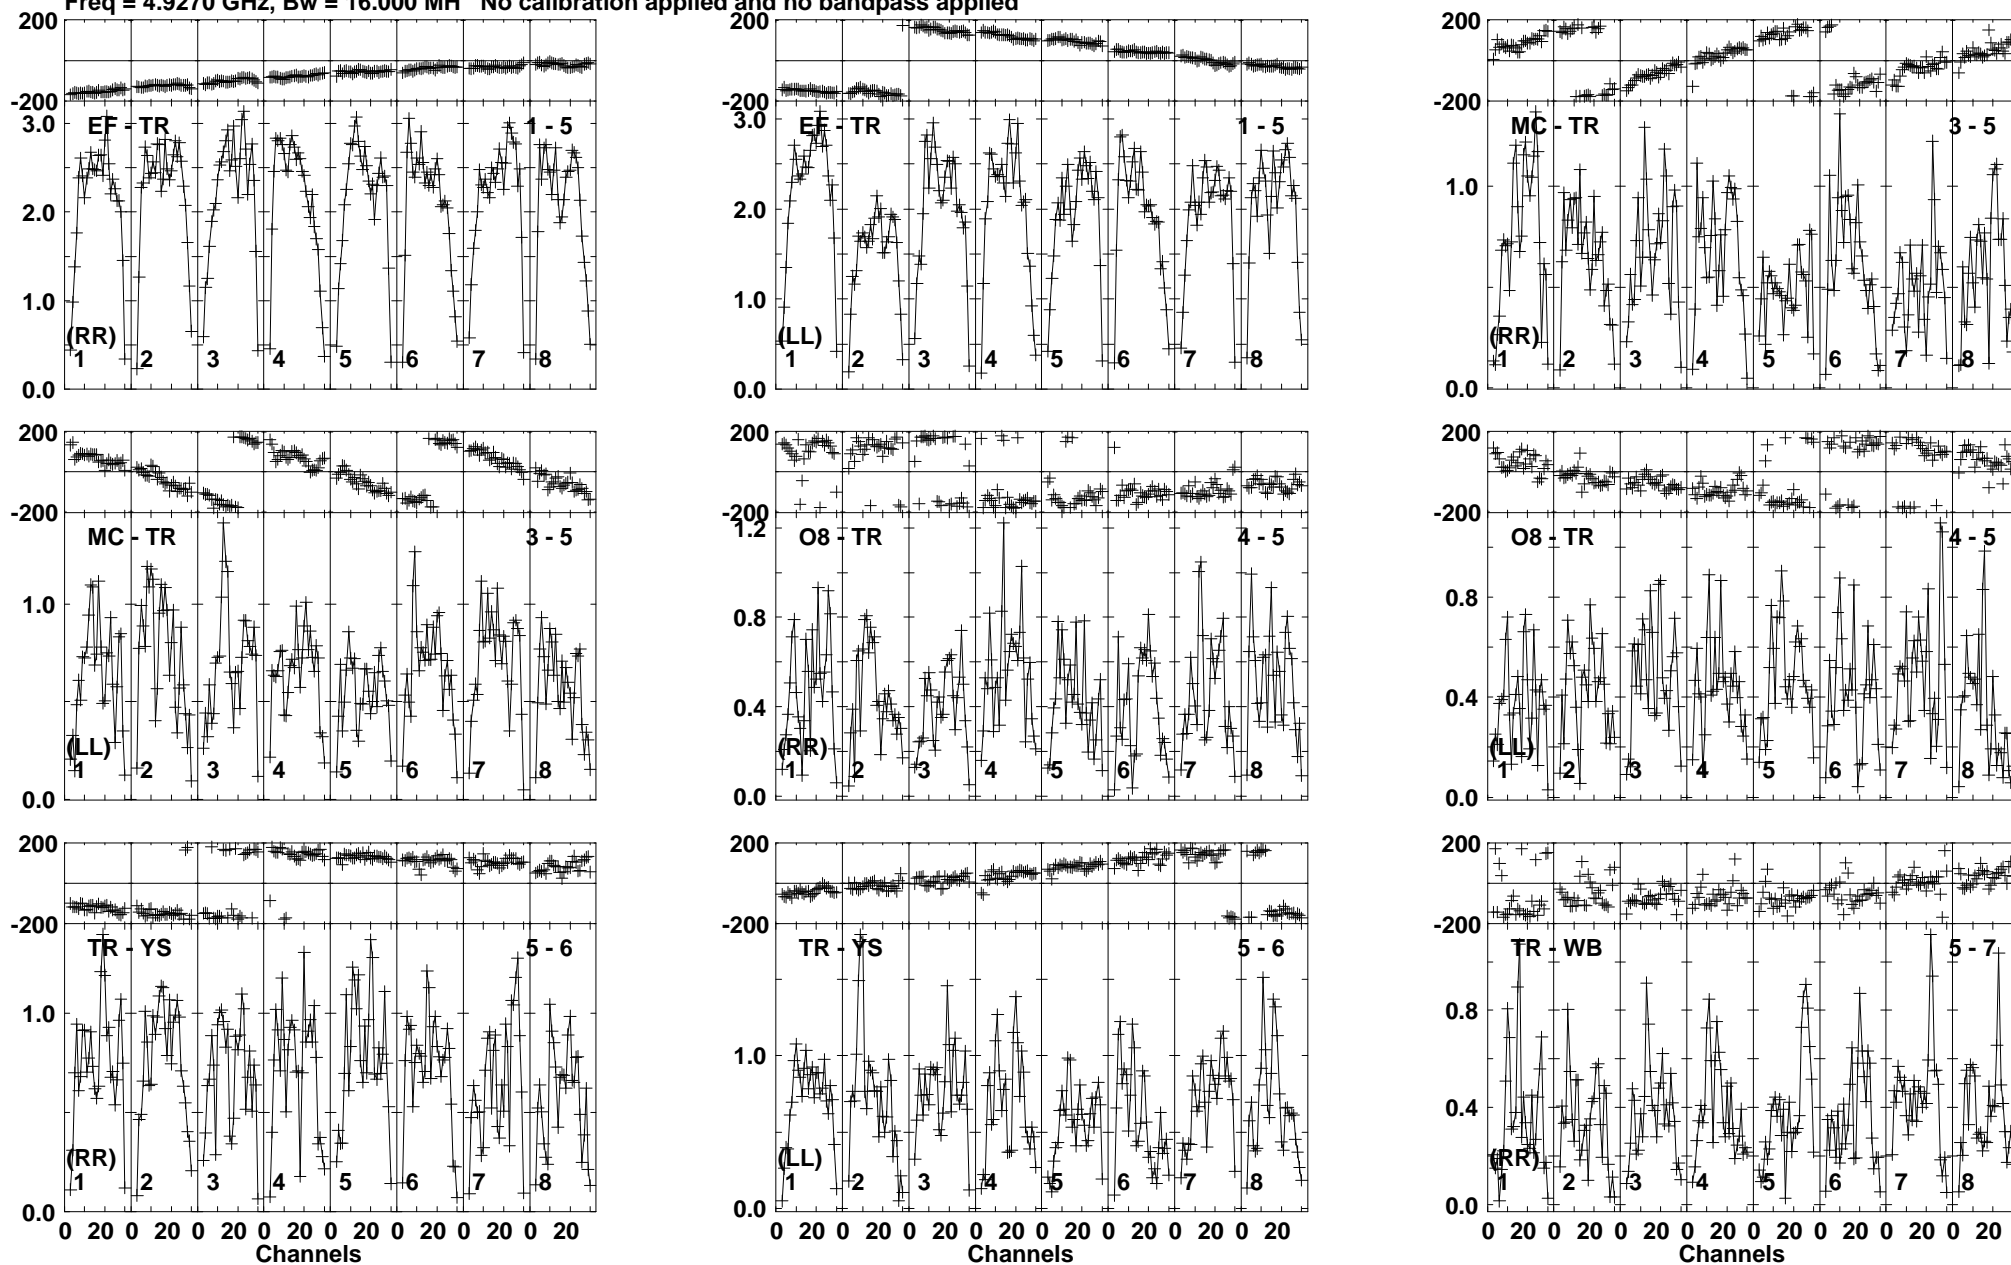 Freq = 4.9270 GHz, Bw = 16.000 MH No calibration applied and no bandpass applied
200 200 200
-200 -200 -200
EF - TR 1 - 5 EF - TR 1 - 5 MC - TR 3 - 5
3.0 3.0
2.0 2.0 1.0
1.0 1.0
(RR) (LL) (RR)
1 2 3 4 5 6 7 8 1 2 3 4 5 6 7 8 1 2 3 4 5 6 7 8
0.0 0.0 0.0
200 200 200
-200 -200 -200
MC - TR 3 - 5 O8 - TR 4 - 5 O8 - TR 4 - 5
1.2
1.0 0.8 0.8
0.4 0.4
(LL) (RR) (LL)
1 2 3 4 5 6 7 8 1 2 3 4 5 6 7 8 1 2 3 4 5 6 7 8
0.0 0.0 0.0
200 200 200
-200 -200 -200
TR - YS 5 - 6 TR - YS 5 - 6 TR - WB 5 - 7
1.0 1.0 0.8
0.4
(RR) (LL) (RR)
1 2 3 4 5 6 7 8 1 2 3 4 5 6 7 8 1 2 3 4 5 6 7 8
0.0 0.0 0.0
0 20 0 20 0 20 0 20 0 20 0 20 0 20 0 20 0 20 0 20 0 20 0 20 0 20 0 20 0 20 0 20 0 20 0 20 0 20 0 20 0 20 0 20 0 20 0 20
Channels Channels Channels